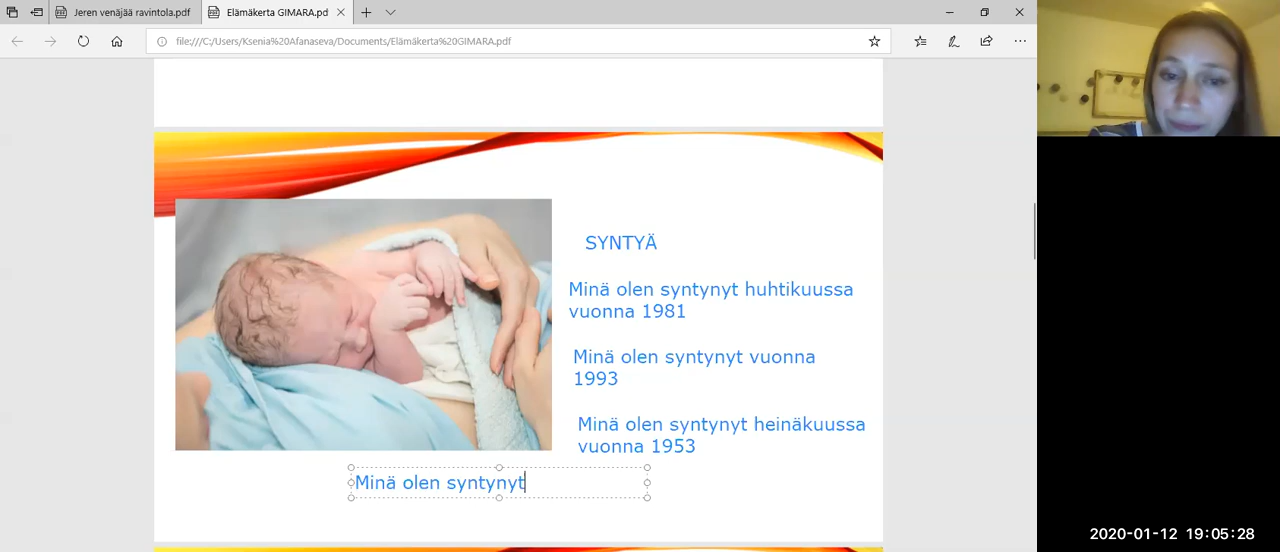 Jeren venäjää ravintola.pdf
Elämäkerta GIMARA.pd
file:///C:/Users/Ksenia%20Afanaseva/Documents/Elämäkerta%20GIMARA.pdf
SYNTYÄ
Minä olen syntynyt huhtikuussa
vuonna 1981
Minä olen syntynyt vuonna
1993
Minä olen syntynyt heinäkuussa
vuonna 1953
Minä olen syntynyt
2020-01-12 19:05:28